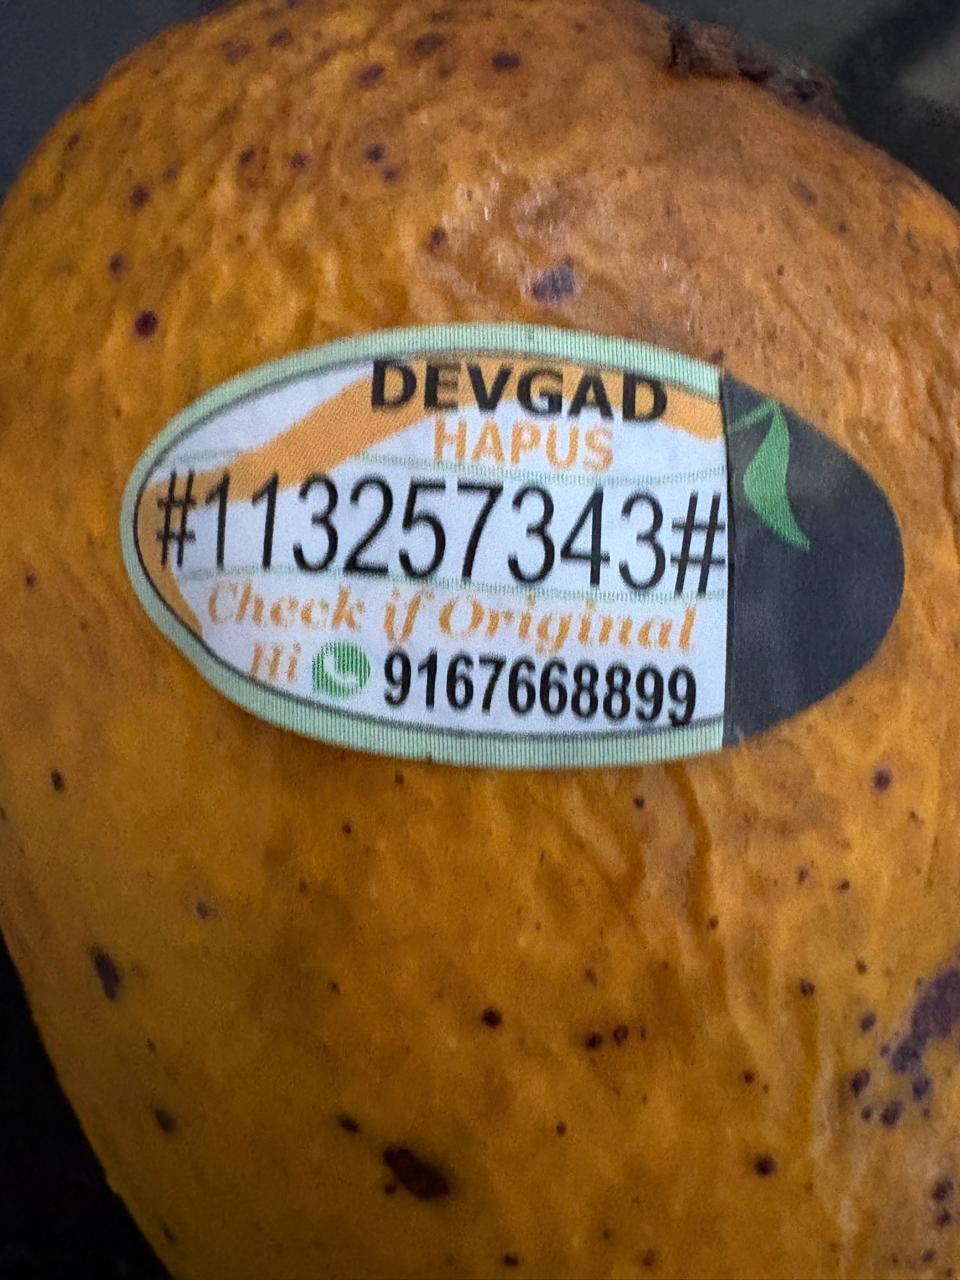 DEVGAD
HAPUS
#113257343#
Check if Original
Hi 9167668899